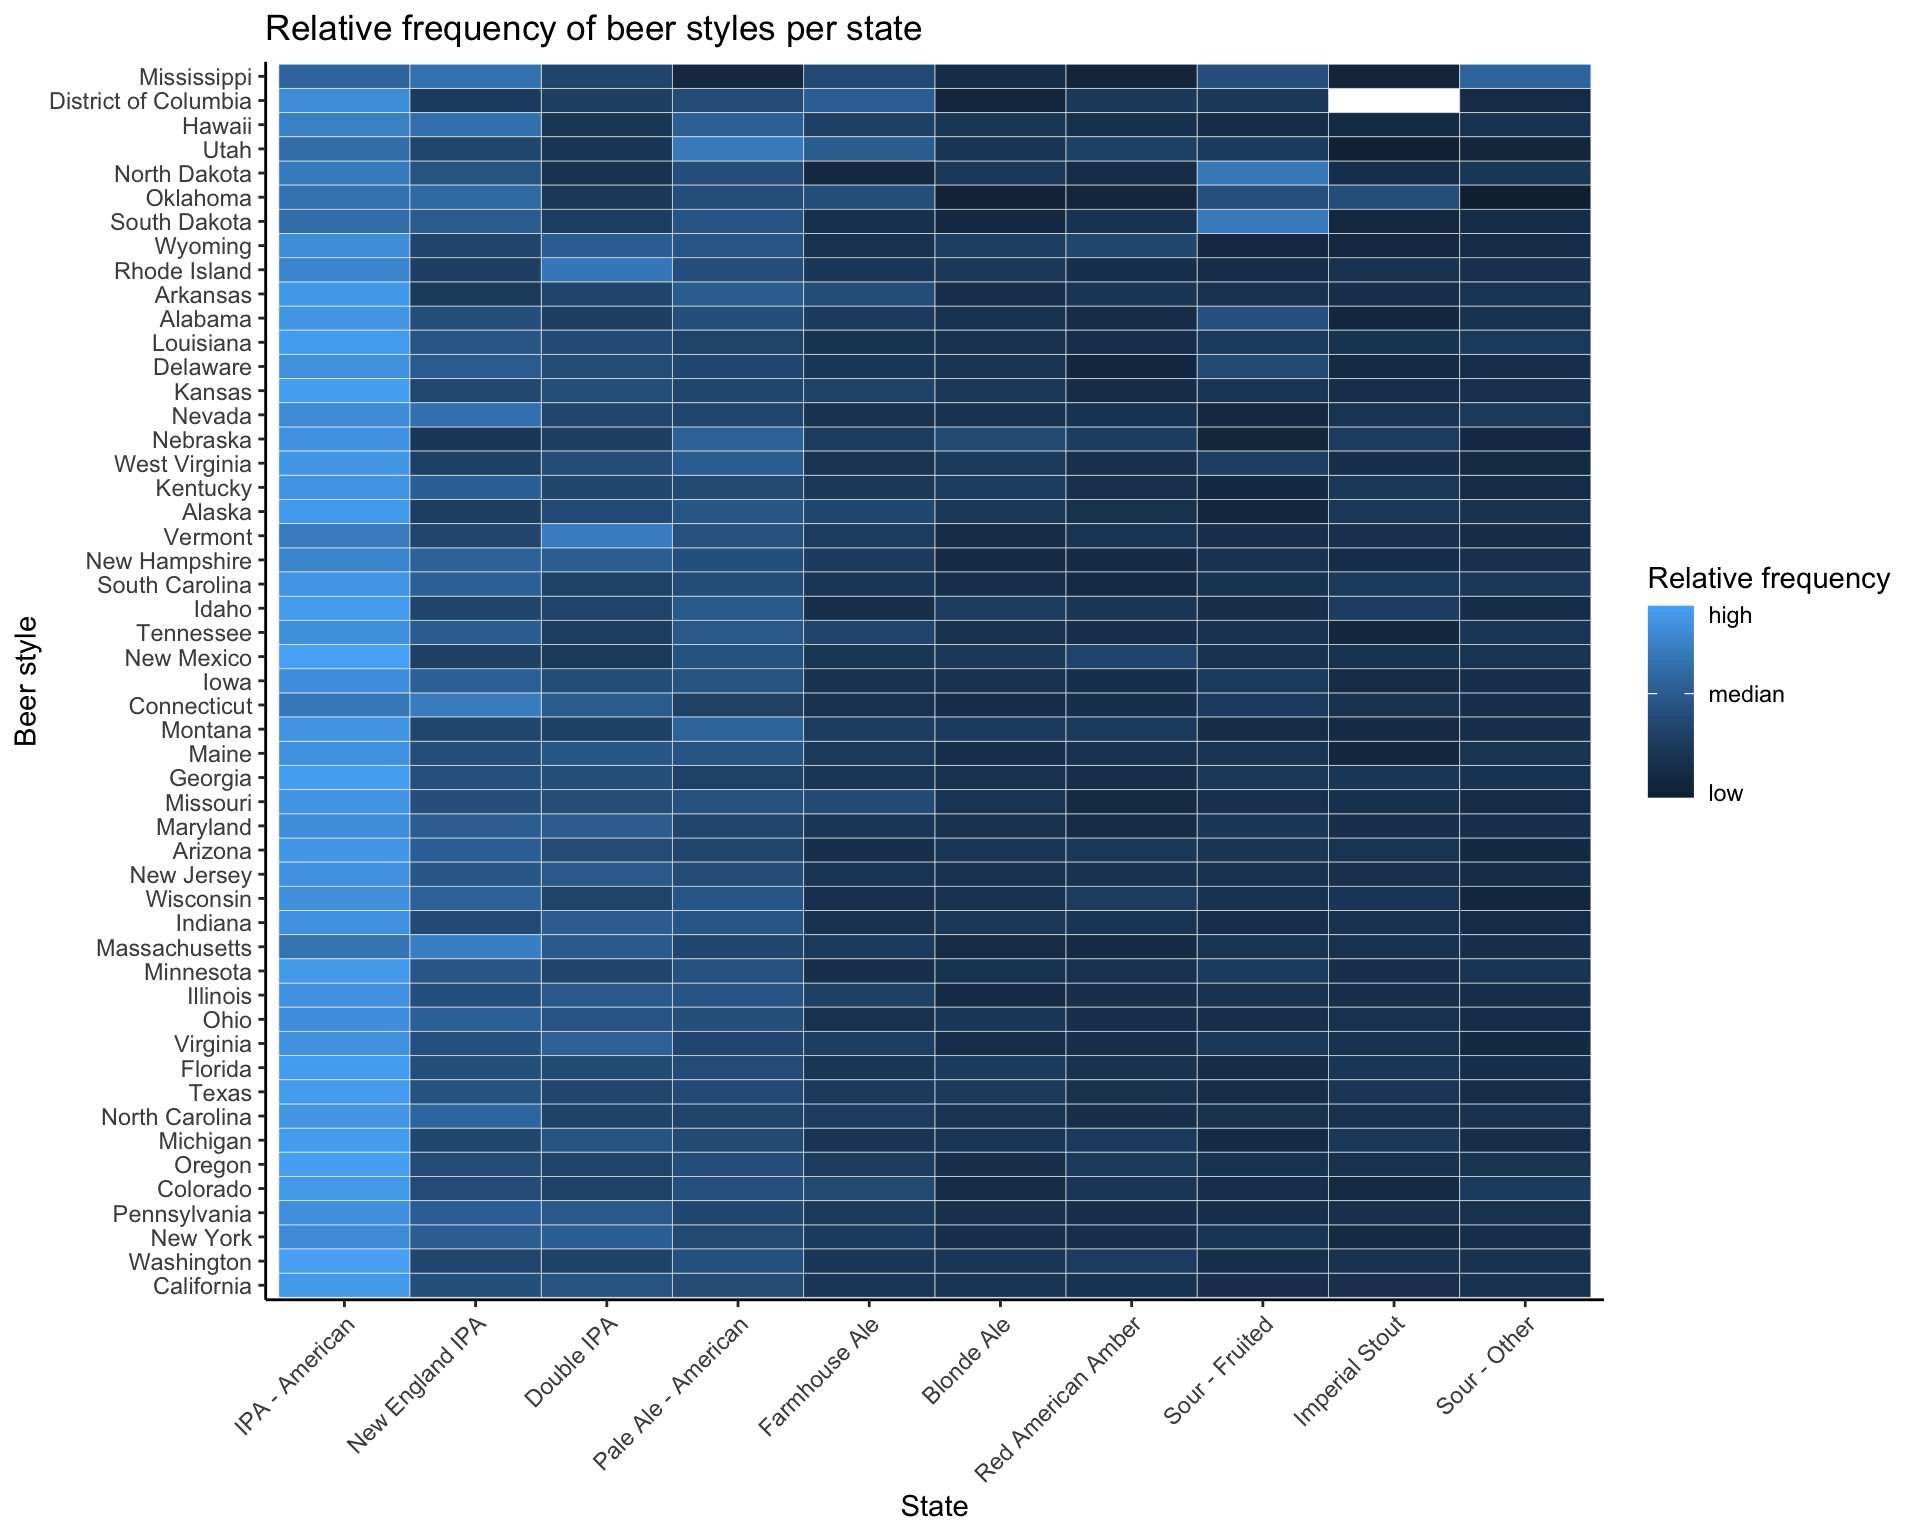 Relative frequency of beer styles per state
Mississippi
District of Columbia
Hawaii
Utah
North Dakota
Oklahoma
South Dakota
Wyoming
Rhode Island
Arkansas
Alabama
Louisiana
Delaware
Kansas
Nevada
Nebraska
West Virginia
Kentucky
Alaska
Vermont
New Hampshire
South Carolina
Idaho
Tennessee
New Mexico
Iowa
Connecticut
Montana
Maine
Georgia
Missouri
Maryland
Arizona
New Jersey
Wisconsin
Indiana
Massachusetts
Minnesota
Illinois
Ohio
Virginia
Florida
Texas
North Carolina
Michigan
Oregon
Colorado
Pennsylvania
New York
Washington
California
Beer style
IPA - American
New England IPA
Double IPA
Pale Ale - American
Farmhouse Ale
Blonde Ale
Red American Amber
Sour - Fruited
Imperial Stout
Sour - Other
State
Relative frequency
high
median
low